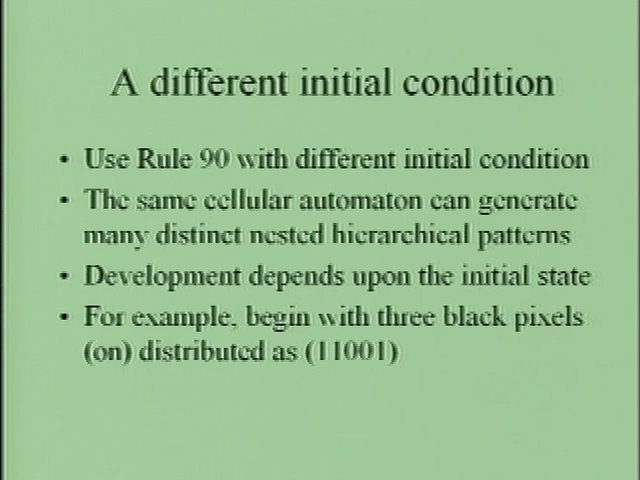 A different initial condition
• Use Rule 90 with different initial condition
• The same cellular automaton can generate
many distinct nested hierarchical patterns
• Development depends upon the initial state
• For example, begin with three black pixels
(on) distributed as (11001)